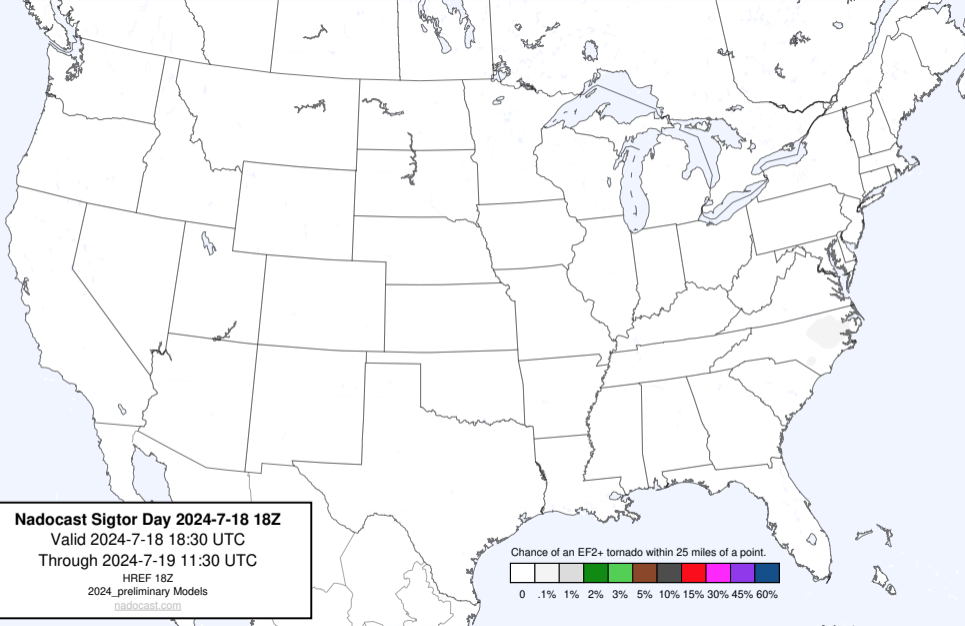 Nadocast Sigtor Day 2024-7-18 18Z
Valid 2024-7-18 18:30 UTC
Through 2024-7-19 11:30 UTC
HREF 18Z
2024_preliminary Models
nadocast.com
Chance of an EF2+ tornado within 25 miles of a point.
0 .1% 1% 2% 3% 5% 10% 15% 30% 45% 60%